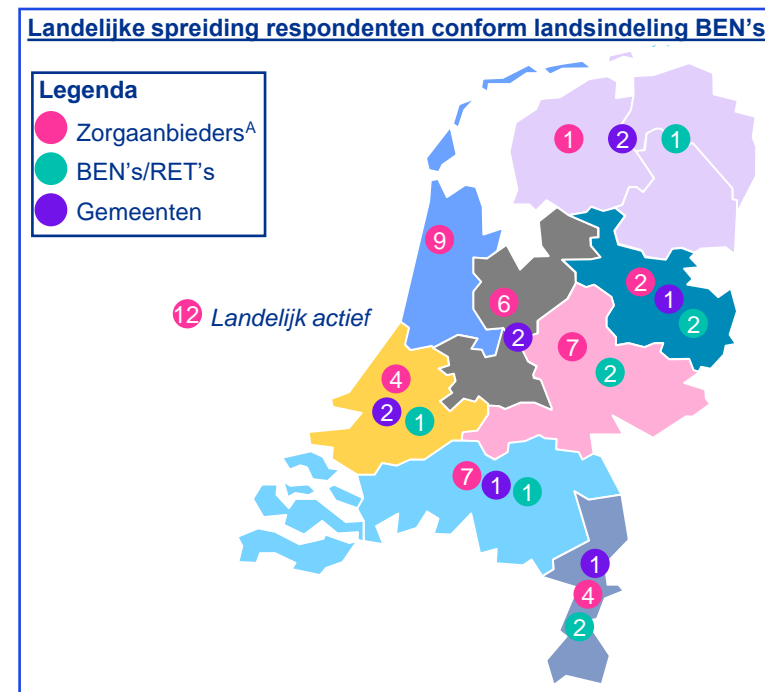 Landelijke spreiding respondenten conform landsindeling BEN's
Legenda
Zorgaanbieders^A
BEN's/RET's
Gemeenten
1 2 1
9
2
6
1
12 Landelijk actief
2
2
7
2
4
2
1
7
1
1
1
4
2